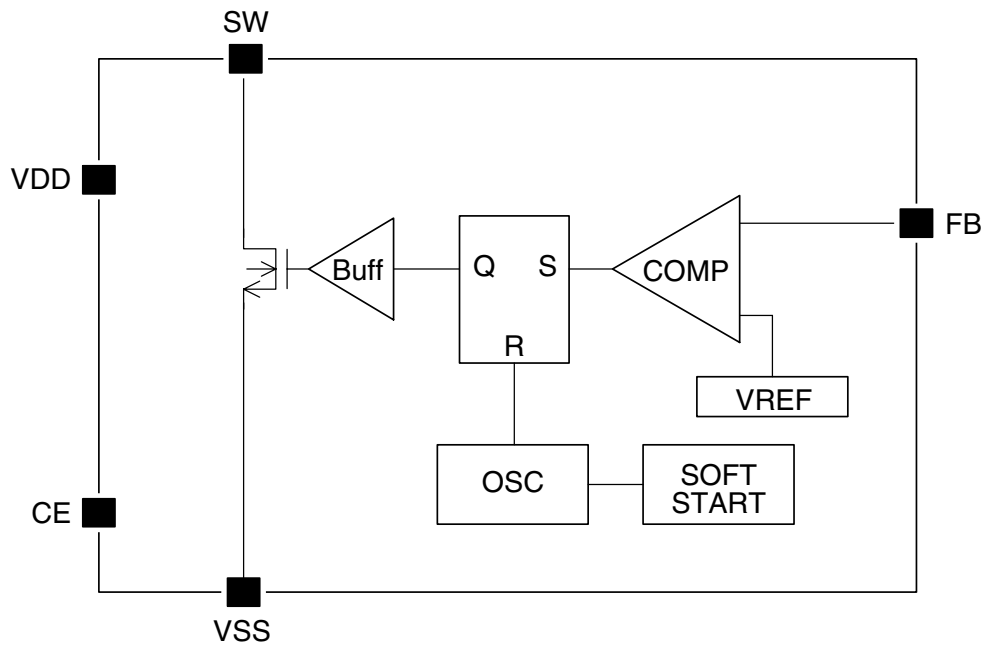 SW
VDD
FB
Buff
Q
S
COMP
R
VREF
OSC
SOFT
START
CE
VSS